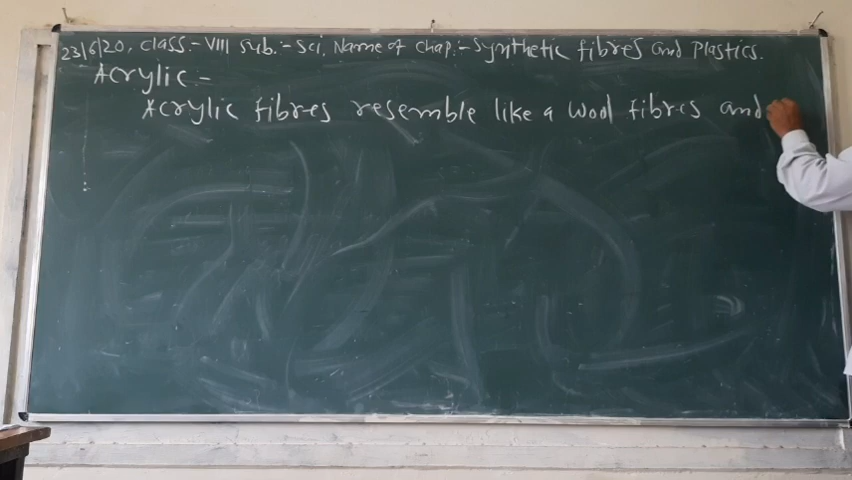 23/6/20, class:- VIII sub.:- Sci. Name of chap.:- Synthetic fibres and Plastics.
Acrylic :-
Acrylic fibres resemble like a wool fibres and